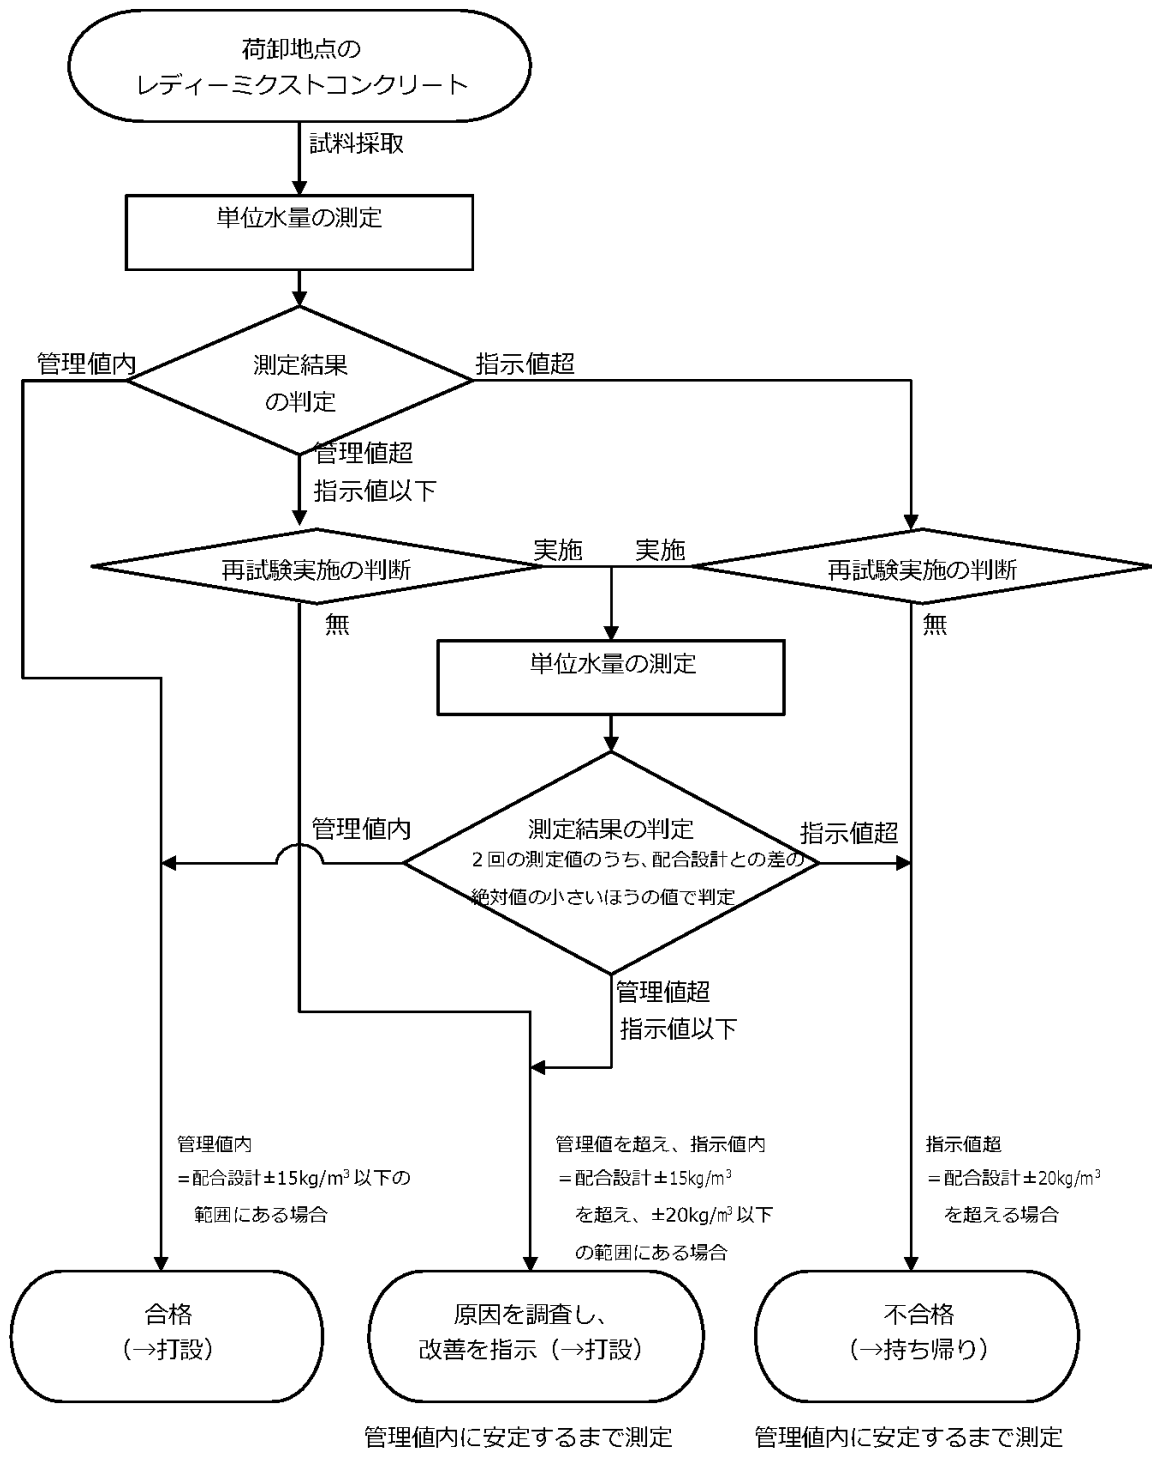 荷卸地点の
レディーミクストコンクリート
試料採取
単位水量の測定
管理値内
測定結果
の判定
指示値超
管理値超
指示値以下
再試験実施の判断
実施
実施
再試験実施の判断
無
無
単位水量の測定
管理値内
測定結果の判定
２回の測定値のうち、配合設計との差の
絶対値の小さいほうの値で判定
指示値超
管理値超
指示値以下
管理値内
＝配合設計±15kg/m³以下の
範囲にある場合
管理値を超え、指示値内
＝配合設計±15kg/m³
を超え、±20kg/㎥以下
の範囲にある場合
指示値超
＝配合設計±20kg/m³
を超える場合
合格
（→打設）
原因を調査し、
改善を指示（→打設）
不合格
（→持ち帰り）
管理値内に安定するまで測定
管理値内に安定するまで測定